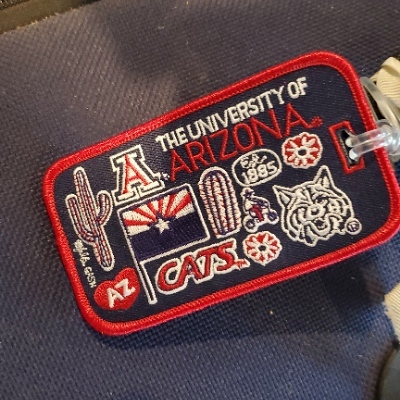 THE UNIVERSITY OF
ARIZONA
A
Est.
1885
CATS
AZ